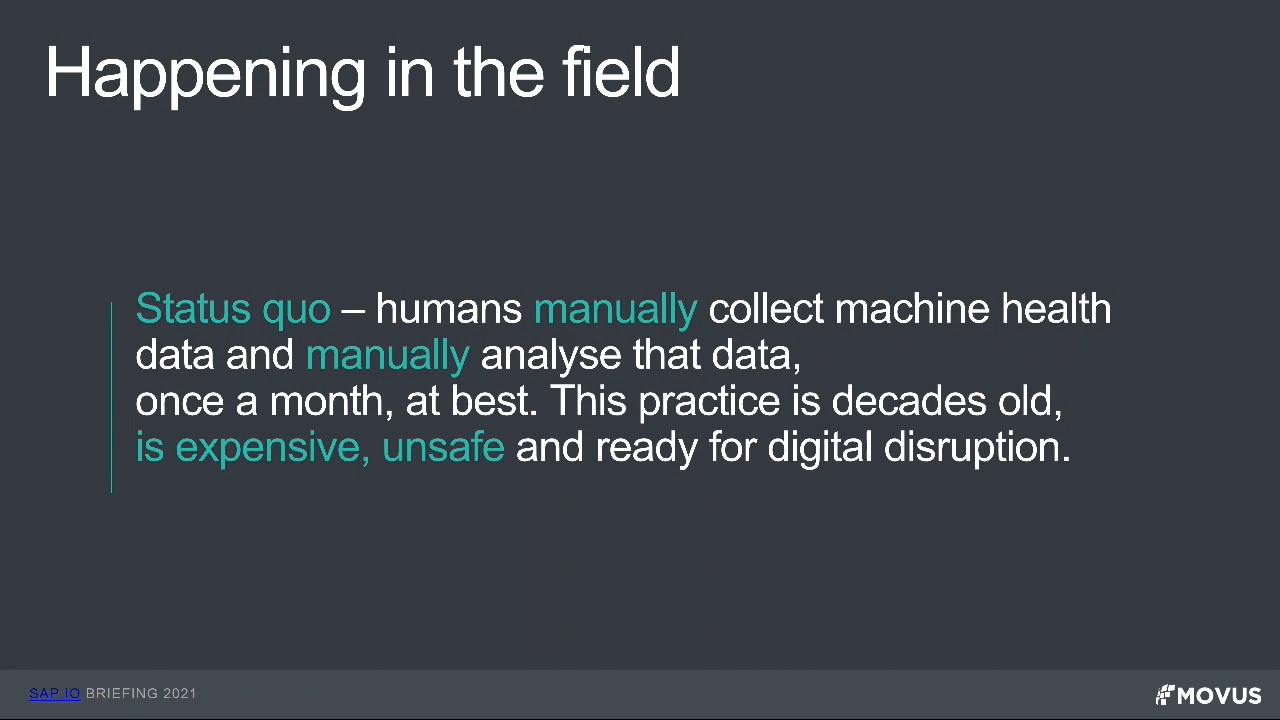 Happening in the field
Status quo – humans manually collect machine health
data and manually analyse that data,
once a month, at best. This practice is decades old,
is expensive, unsafe and ready for digital disruption.
SAP.IO BRIEFING 2021
MOVUS